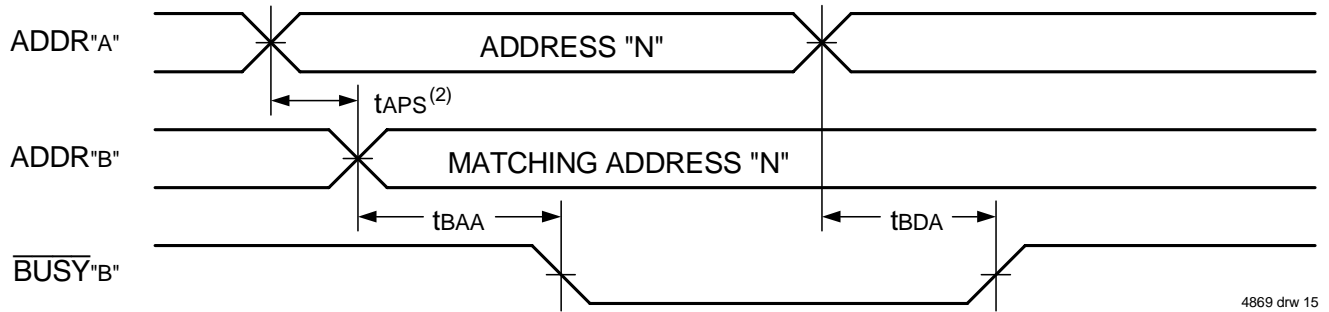 ADDR"A"
ADDRESS "N"
tAPS(2)
ADDR"B"
MATCHING ADDRESS "N"
tBAA
tBDA
BUSY"B"
4869 drw 15